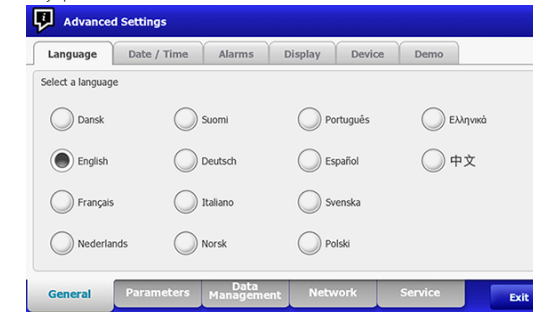 Advanced Settings
Language Date / Time Alarms Display Device Demo
Select a language
Dansk Suomi Português Ελληνικά
English Deutsch Español 中文
Français Italiano Svenska
Nederlands Norsk Polski
General Parameters Data Management Network Service Exit